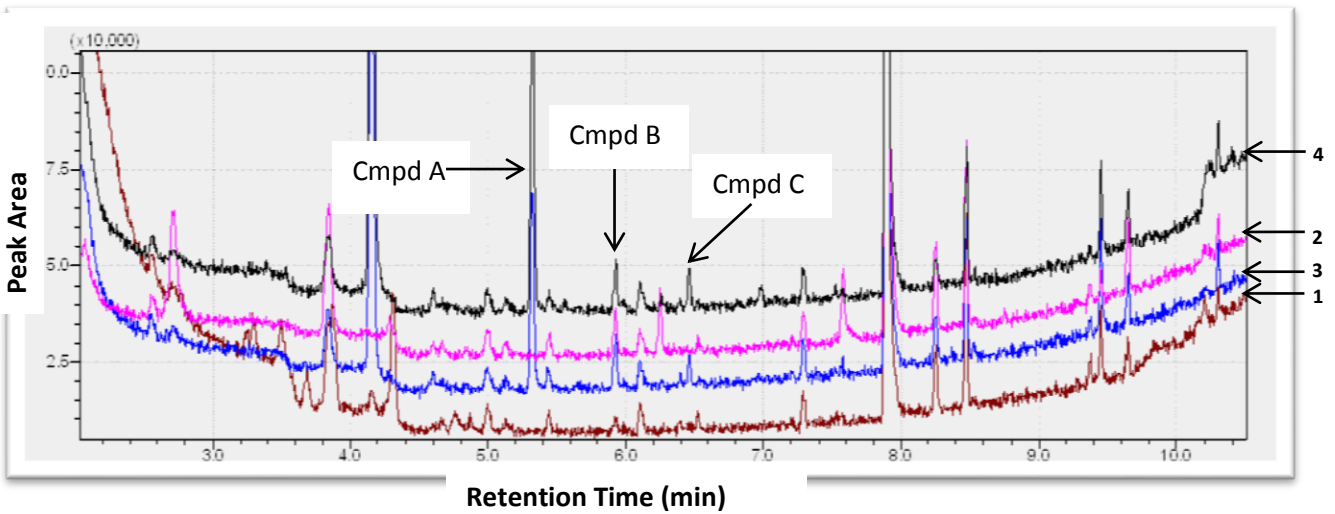 (x10,000)
0.0
7.5
5.0
2.5
Peak Area
Cmpd A
Cmpd B
Cmpd C
4
2
3
1
3.0 4.0 5.0 6.0 7.0 8.0 9.0 10.0
Retention Time (min)